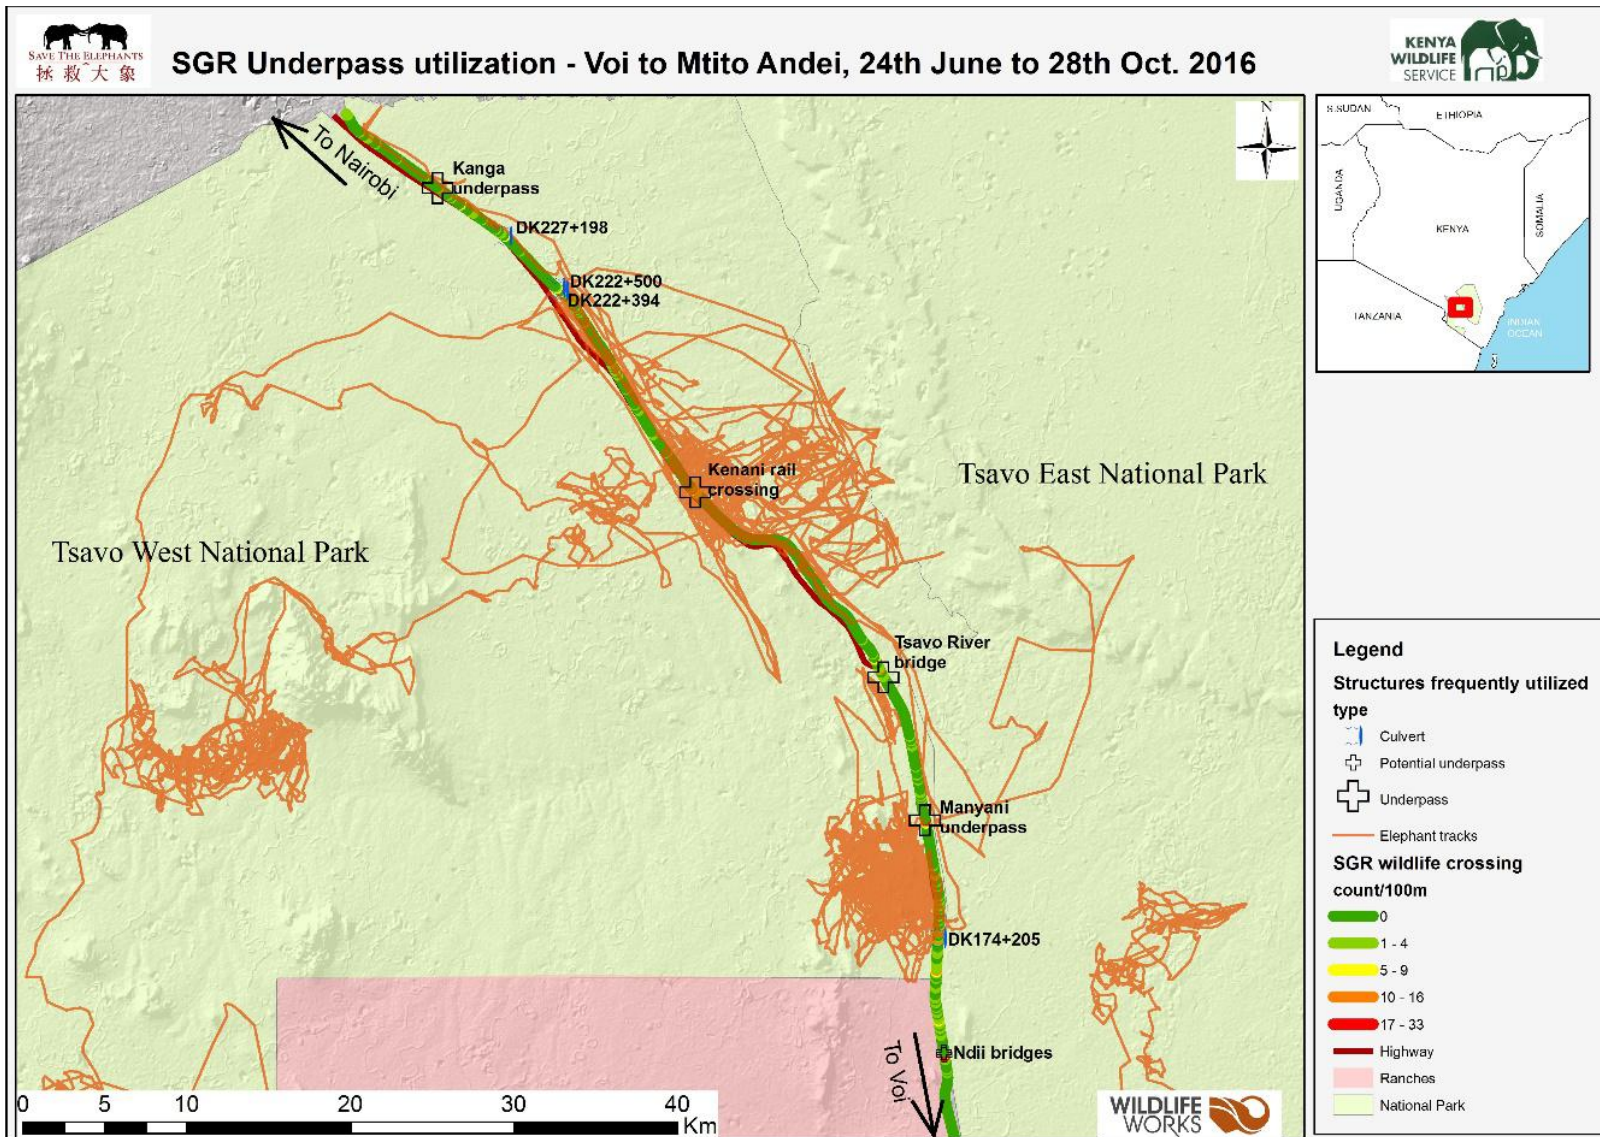 SAVE THE ELEPHANTS
拯救大象
SGR Underpass utilization - Voi to Mtito Andei, 24th June to 28th Oct. 2016
KENYA
WILDLIFE
SERVICE
To Nairobi
Kanga
underpass
DK227+198
DK222+500
DK222+394
Kenani rail
crossing
Tsavo East National Park
Tsavo West National Park
Tsavo River
bridge
Manyani
underpass
DK174+205
Ndii bridges
To Voi
0 5 10 20 30 40
Km
WILDLIFE
WORKS
N
S.SUDAN
ETHIOPIA
UGANDA
SOMALIA
KENYA
TANZANIA
INDIAN
OCEAN
Legend
Structures frequently utilized
type
Culvert
Potential underpass
Underpass
Elephant tracks
SGR wildlife crossing
count/100m
0
1 - 4
5 - 9
10 - 16
17 - 33
Highway
Ranches
National Park